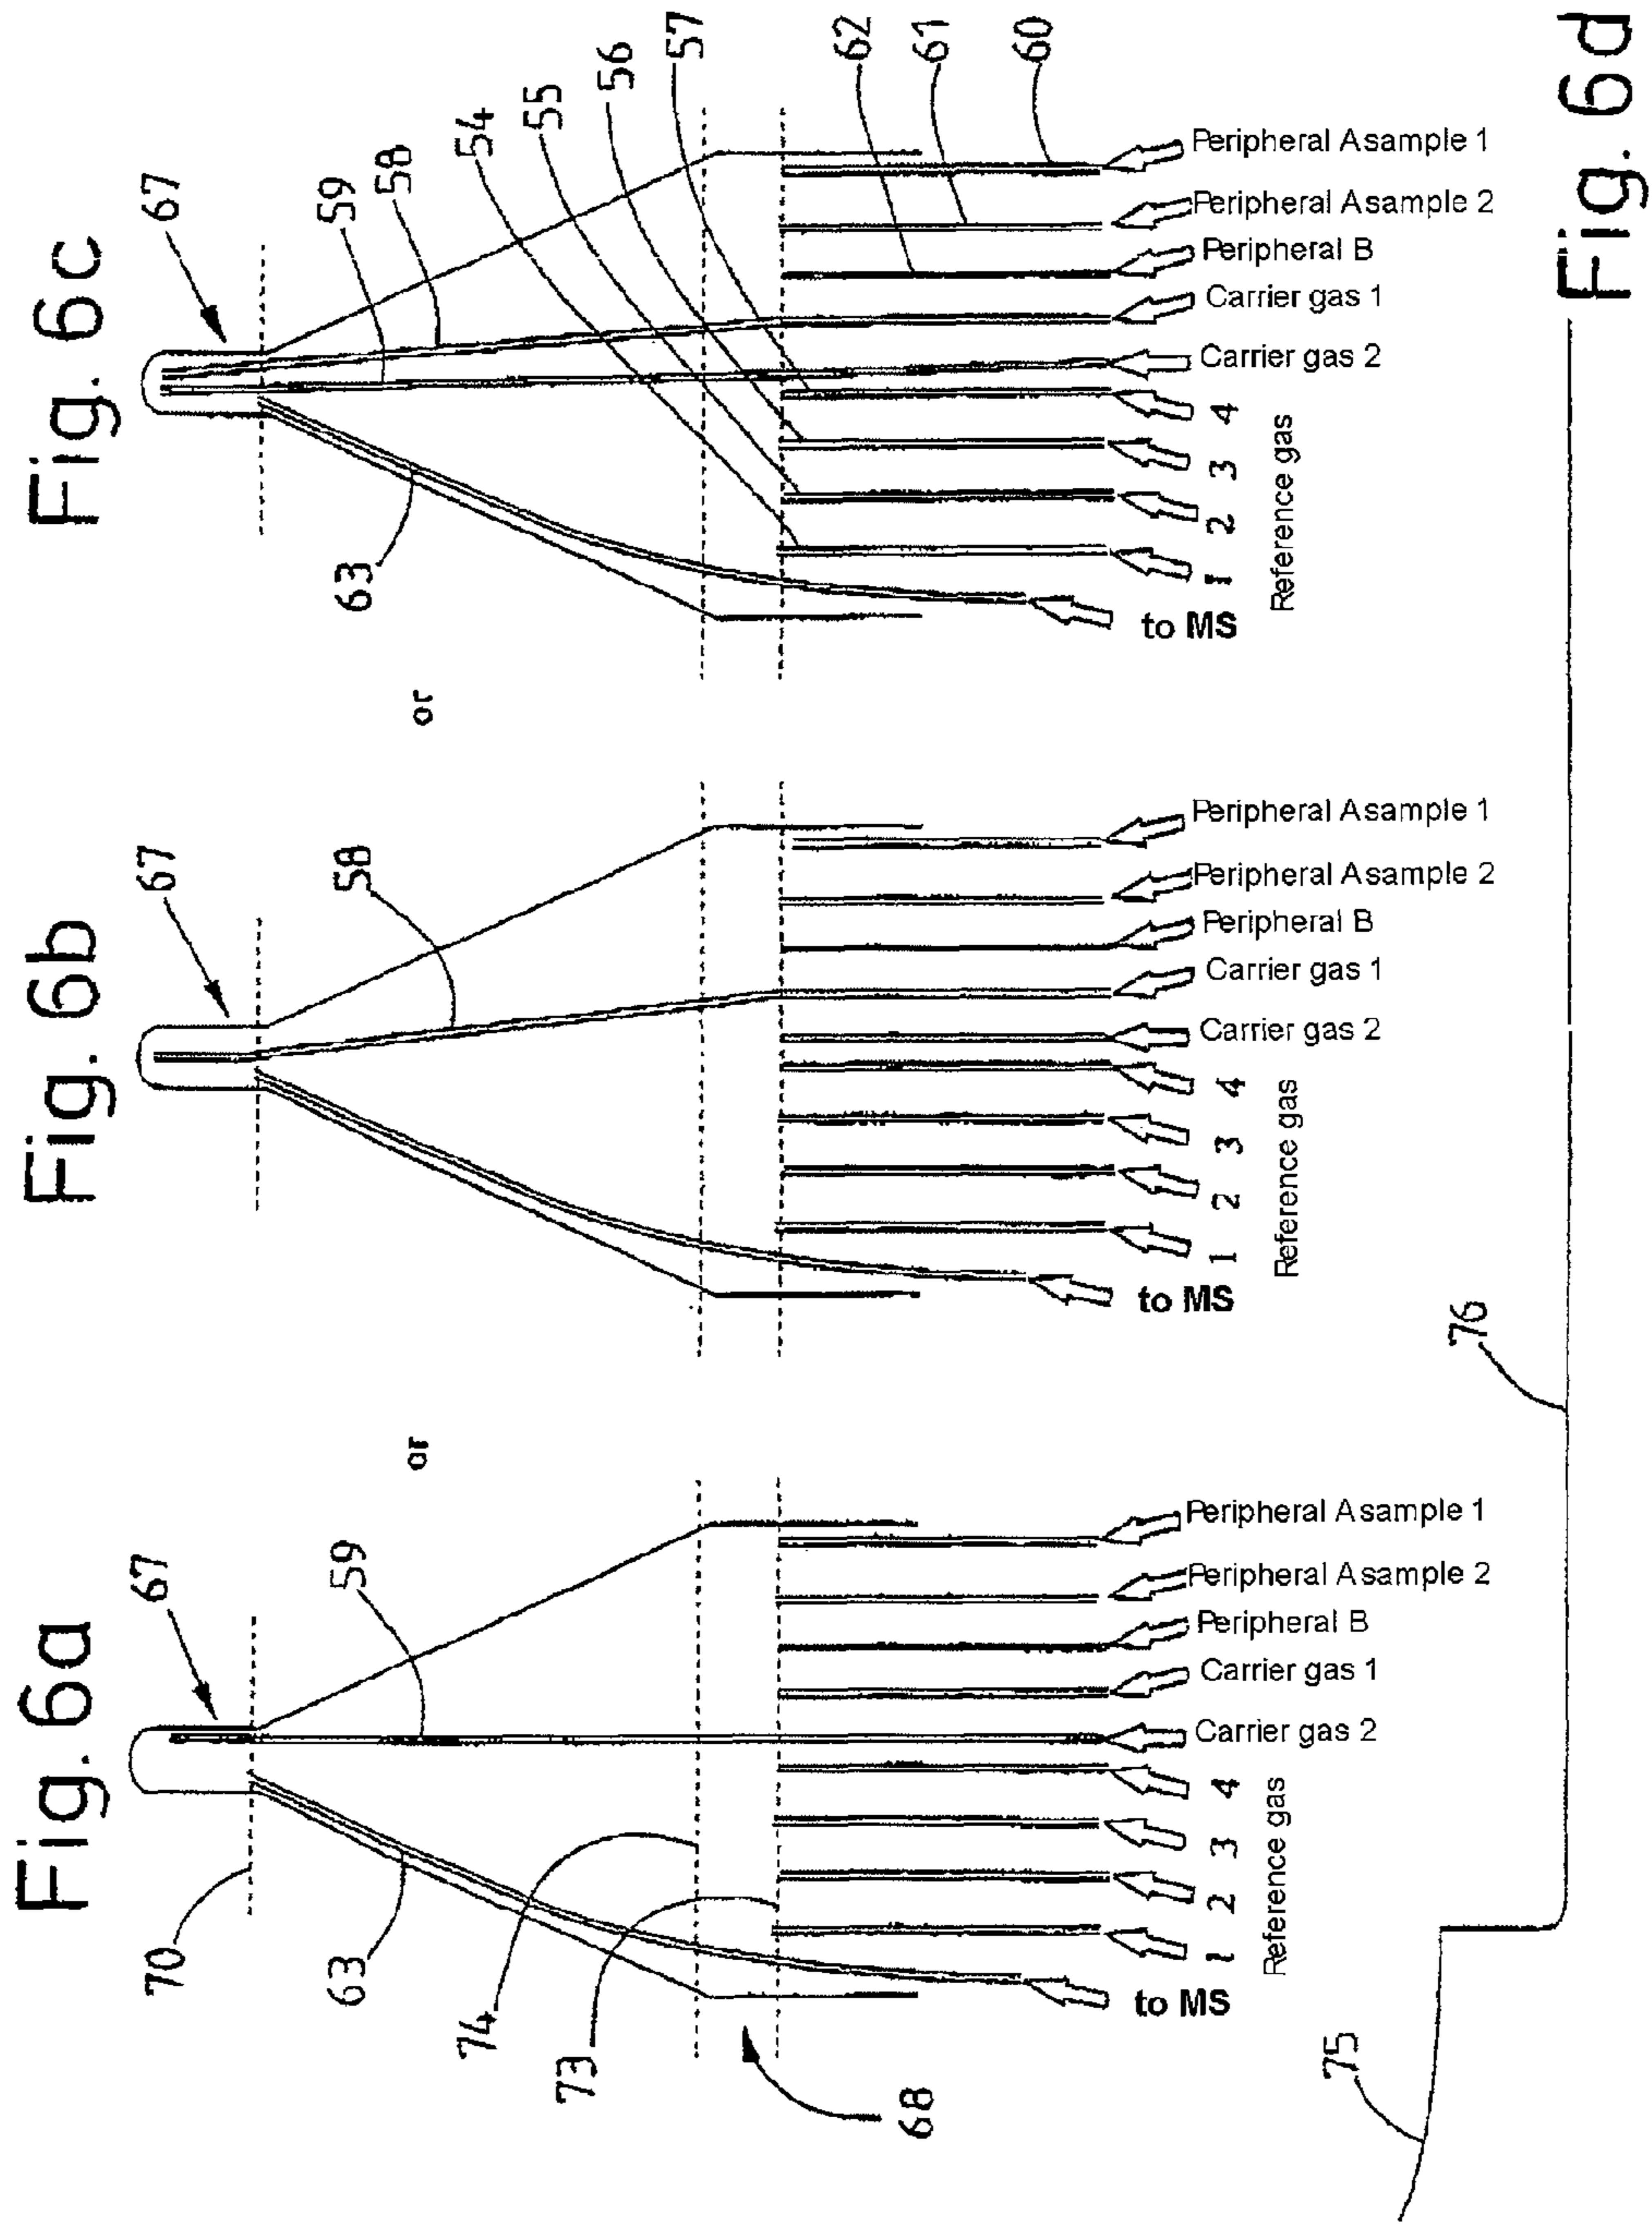 Fig. 6a
67
59
70
63
74
73
68
Peripheral Asample 1
Peripheral Asample 2
Peripheral B
Carrier gas 1
Carrier gas 2
4
3
2
1
Reference gas
to MS
or
Fig. 6b
67
58
Peripheral Asample 1
Peripheral Asample 2
Peripheral B
Carrier gas 1
Carrier gas 2
4
3
2
1
Reference gas
to MS
or
Fig. 6c
67
59
58
54
55
56
57
62
61
60
63
Peripheral Asample 1
Peripheral Asample 2
Peripheral B
Carrier gas 1
Carrier gas 2
4
3
2
1
Reference gas
to MS
75
76
Fig. 6d